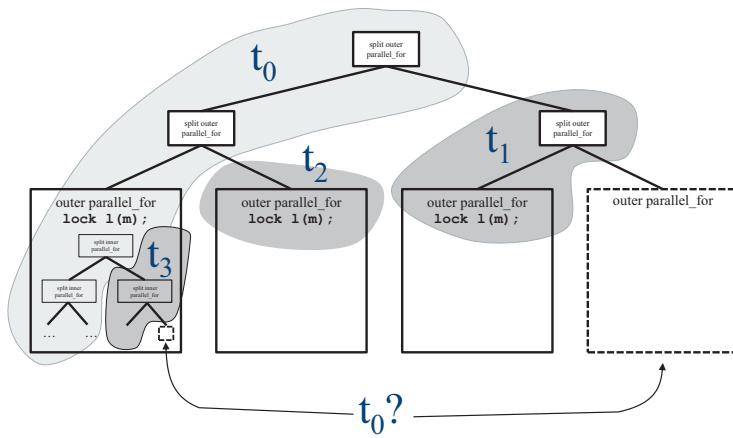 split outer
parallel_for
t0
split outer
parallel_for
split outer
parallel_for
t1
t2
outer parallel_for
lock l(m);
outer parallel_for
lock l(m);
outer parallel_for
lock l(m);
outer parallel_for
split inner
parallel_for
t3
split inner
parallel_for
split inner
parallel_for
... ...
t0?